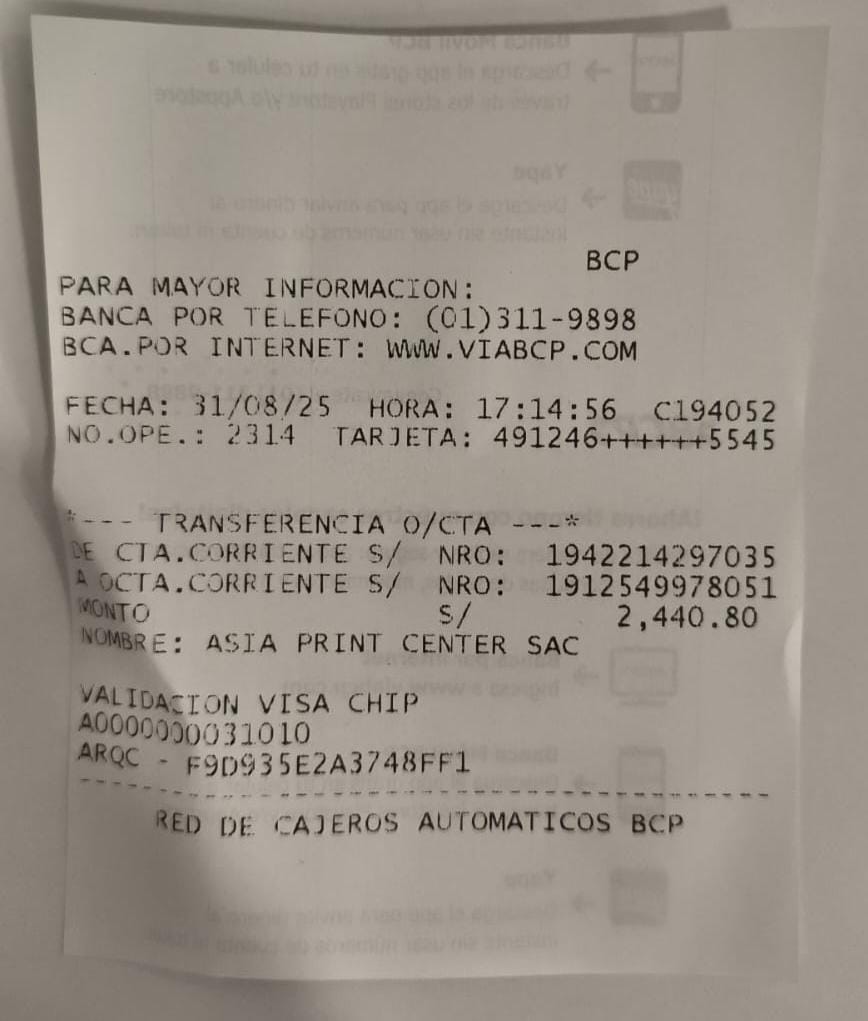 BCP
PARA MAYOR INFORMACION:
BANCA POR TELEFONO: (01)311-9898
BCA.POR INTERNET: WWW.VIABCP.COM
FECHA: 31/08/25 HORA: 17:14:56 C194052
NO.OPE.: 2314 TARJETA: 491246++++++5545
*--- TRANSFERENCIA O/CTA ---*
DE CTA.CORRIENTE S/ NRO: 1942214297035
A OCTA.CORRIENTE S/ NRO: 1912549978051
MONTO S/ 2,440.80
NOMBRE: ASIA PRINT CENTER SAC
VALIDACION VISA CHIP
A0000000031010
ARQC - F9D935E2A3748FF1
RED DE CAJEROS AUTOMATICOS BCP